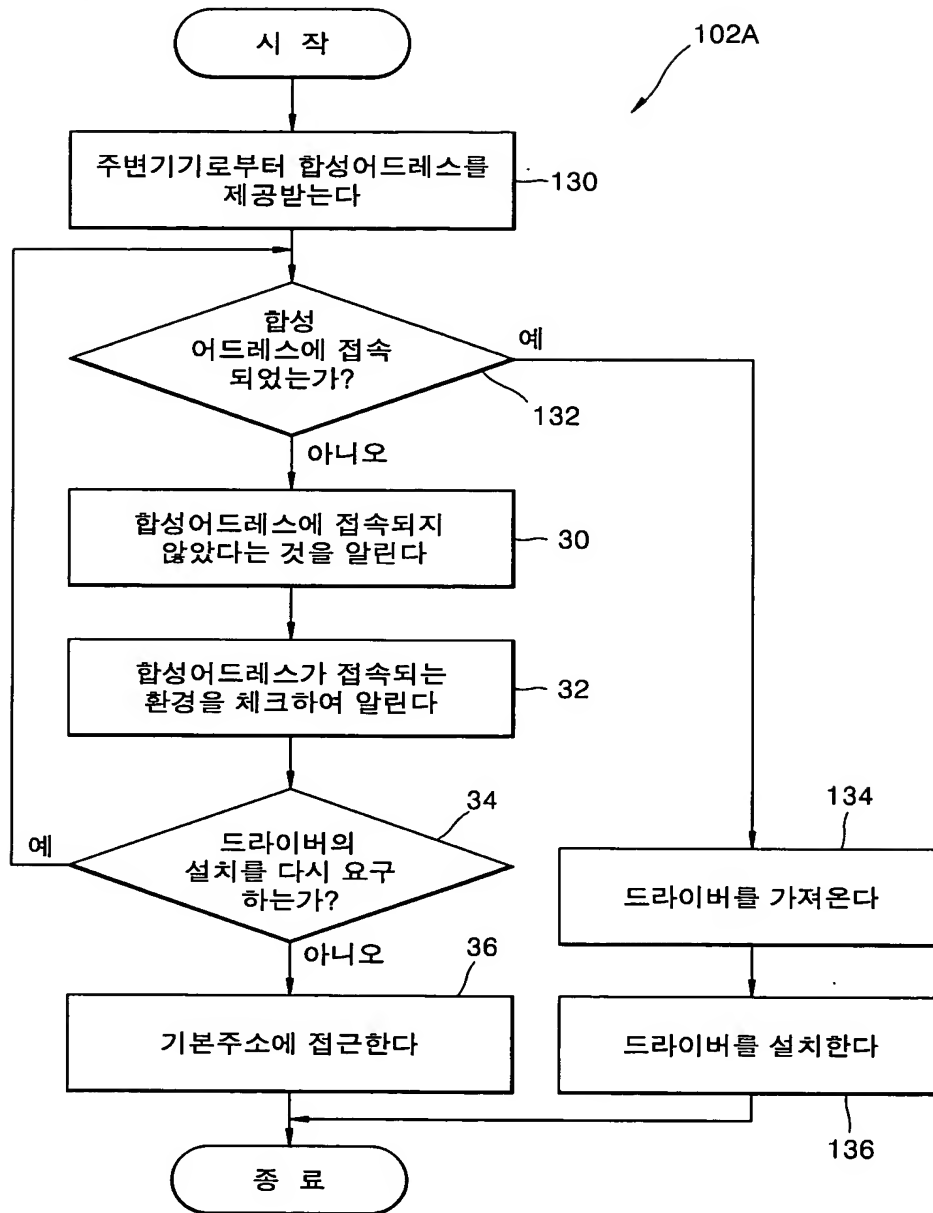 시 작
102A
주변기기로부터 합성어드레스를
제공받는다
130
합성
어드레스에 접속
되었는가?
예
132
아니오
합성어드레스에 접속되지
않았다는 것을 알린다
30
합성어드레스가 접속되는
환경을 체크하여 알린다
32
34
예
드라이버의
설치를 다시 요구
하는가?
134
드라이버를 가져온다
아니오
36
기본주소에 접근한다
드라이버를 설치한다
136
종 료